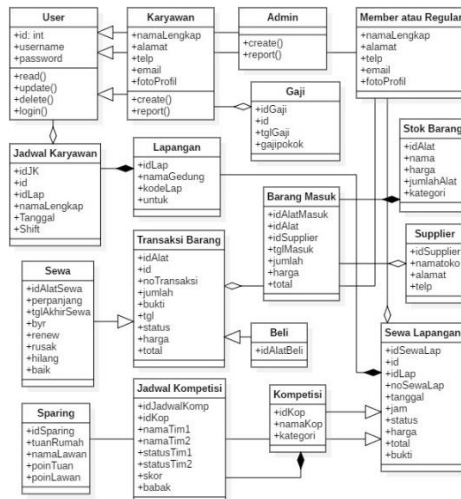 User
+id: int
+username
+password
+read()
+update()
+delete()
+login()
Karyawan
+namaLengkap
+alamat
+telp
+email
+fotoProfil
+create()
+report()
Admin
+create()
+report()
Member atau Regular
+namaLengkap
+alamat
+telp
+email
+fotoProfil
Gaji
+idGaji
+id
+tglGaji
+gajipokok
Stok Barang
+idAlat
+nama
+harga
+jumlahAlat
+kategori
Jadwal Karyawan
+idJK
+id
+idLap
+namaLengkap
+Tanggal
+Shift
Lapangan
+idLap
+namaGedung
+kodeLap
+untuk
Barang Masuk
+idAlatMasuk
+idAlat
+idSupplier
+tglMasuk
+jumlah
+harga
+total
Supplier
+idSupplier
+namatoko
+alamat
+telp
Transaksi Barang
+idAlat
+id
+noTransaksi
+jumlah
+bukti
+tgl
+status
+harga
+total
Sewa
+idAlatSewa
+perpanjang
+tglAkhirSewa
+byr
+renew
+rusak
+hilang
+baik
Beli
+idAlatBeli
Sewa Lapangan
+idSewaLap
+id
+idLap
+noSewaLap
+tanggal
+jam
+status
+harga
+total
+bukti
Jadwal Kompetisi
+idJadwalKomp
+idKop
+namaTim1
+namaTim2
+statusTim1
+statusTim2
+skor
+babak
Kompetisi
+idKop
+namaKop
+kategori
Sparing
+idSparing
+tuanRumah
+namaLawan
+poinTuan
+poinLawan